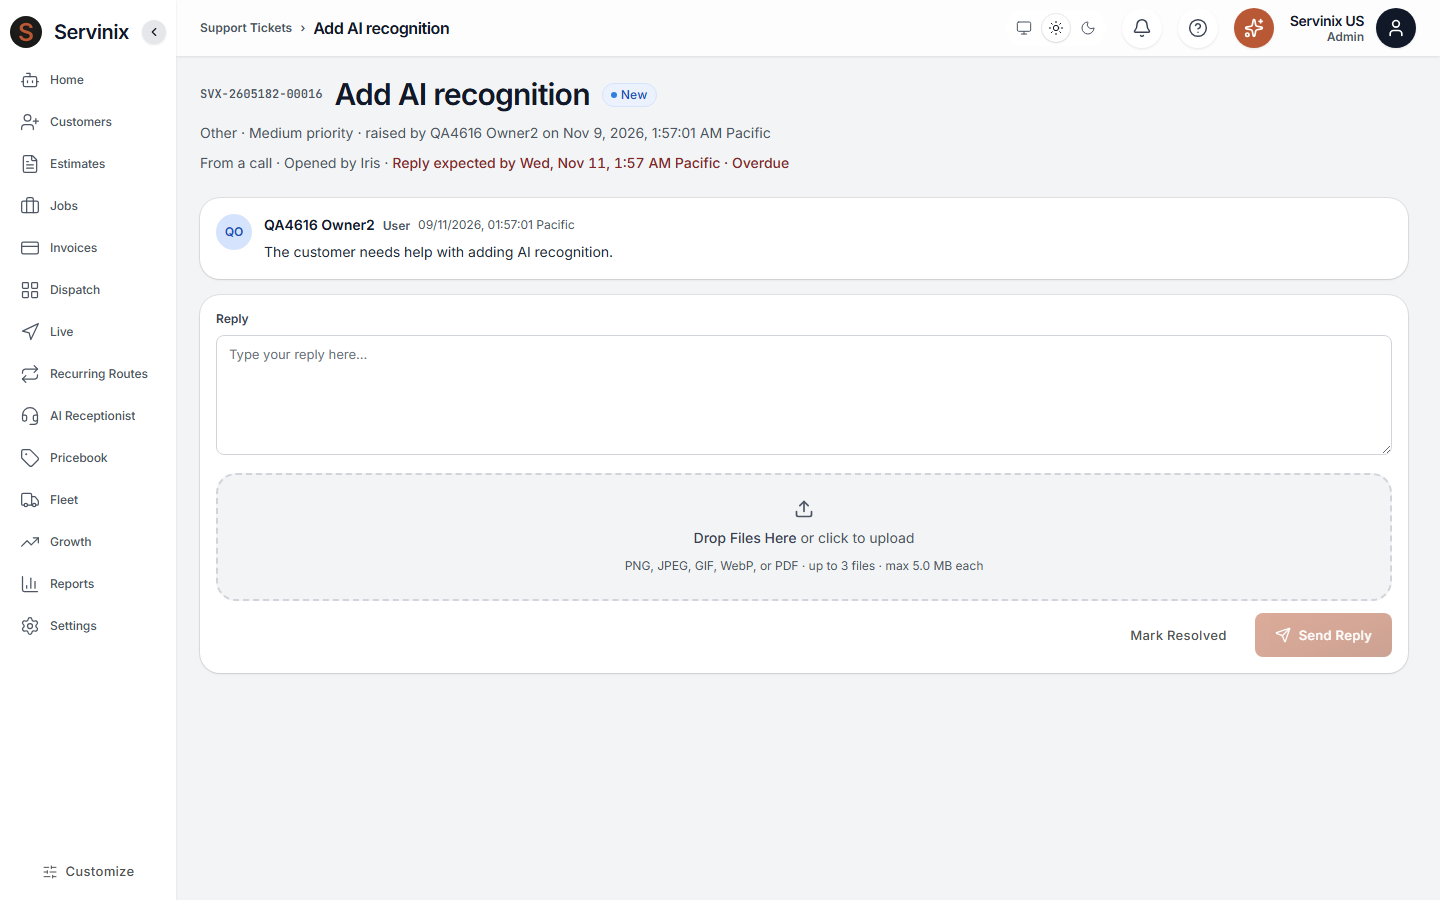 S Servinix
Home
Customers
Estimates
Jobs
Invoices
Dispatch
Live
Recurring Routes
AI Receptionist
Pricebook
Fleet
Growth
Reports
Settings
Customize
Support Tickets › Add AI recognition
Servinix US
Admin
SVX-2605182-00016 Add AI recognition New
Other · Medium priority · raised by QA4616 Owner2 on Nov 9, 2026, 1:57:01 AM Pacific
From a call · Opened by Iris · Reply expected by Wed, Nov 11, 1:57 AM Pacific · Overdue
QO QA4616 Owner2 User 09/11/2026, 01:57:01 Pacific
The customer needs help with adding AI recognition.
Reply
Type your reply here...
Drop Files Here or click to upload
PNG, JPEG, GIF, WebP, or PDF · up to 3 files · max 5.0 MB each
Mark Resolved Send Reply